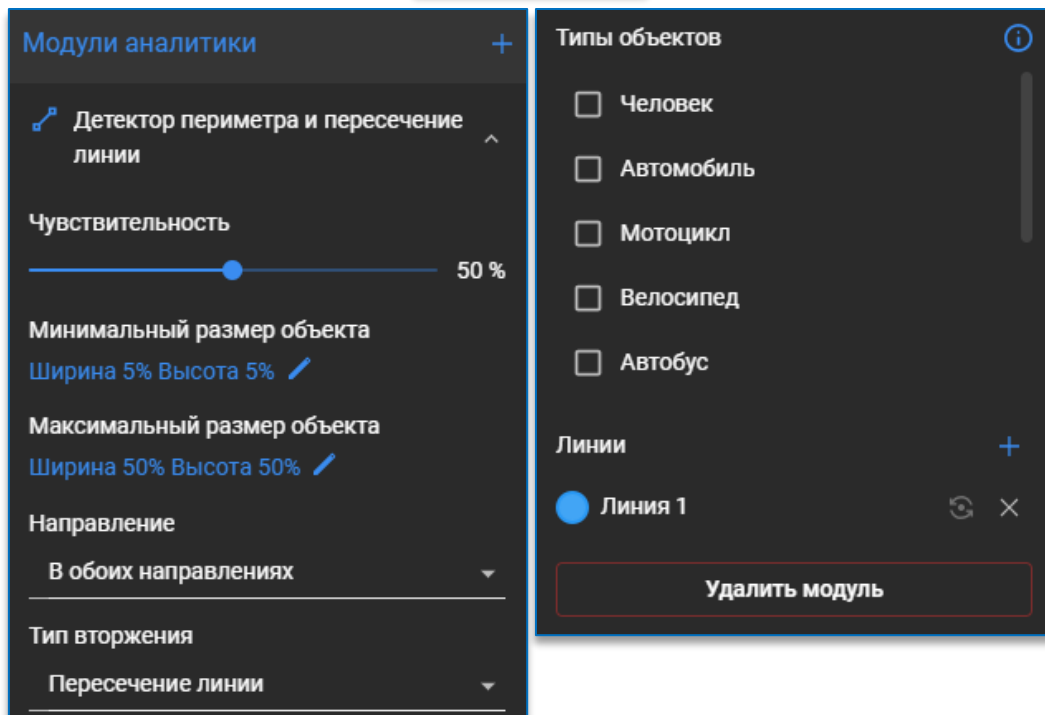 Модули аналитики
Детектор периметра и пересечение
линии
Чувствительность
50 %
Минимальный размер объекта
Ширина 5% Высота 5%
Максимальный размер объекта
Ширина 50% Высота 50%
Направление
В обоих направлениях
Тип вторжения
Пересечение линии
Типы объектов
Человек
Автомобиль
Мотоцикл
Велосипед
Автобус
Линии
Линия 1
Удалить модуль